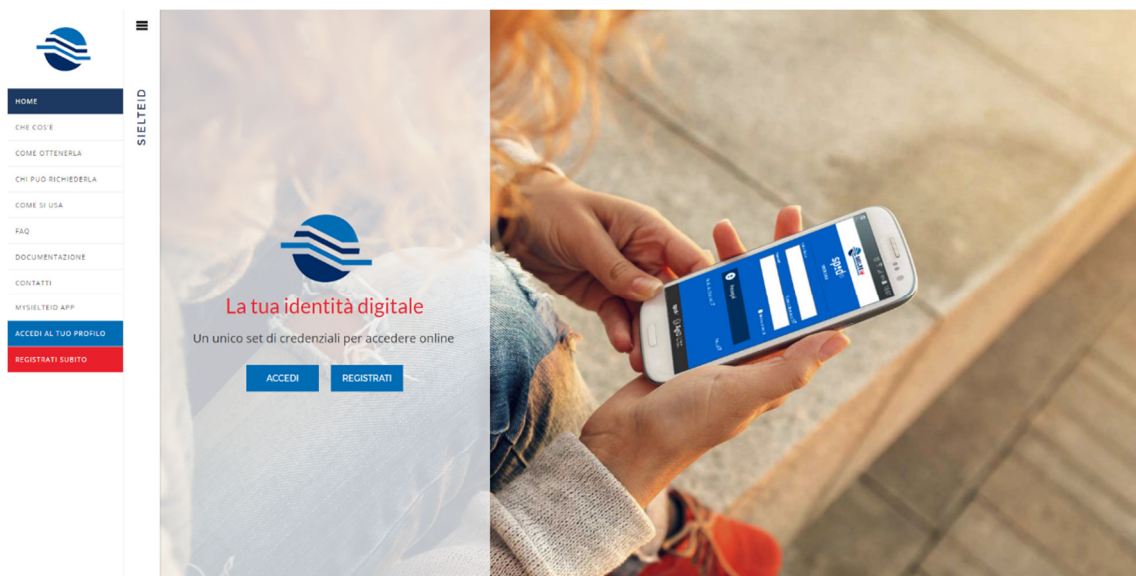 HOME
CHE COS'È
COME OTTENERLA
CHI PUÒ RICHIEDERLA
COME SI USA
FAQ
DOCUMENTAZIONE
CONTATTI
MYSIELTEID APP
ACCEDI AL TUO PROFILO
REGISTRATI SUBITO
SIELTEID
La tua identità digitale
Un unico set di credenziali per accedere online
ACCEDI
REGISTRATI
spid